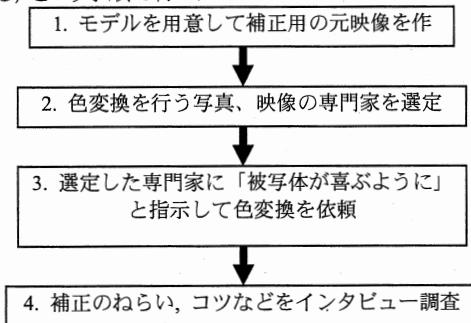 1. モデルを用意して補正用の元映像を作
2. 色変換を行う写真、映像の専門家を選定
3. 選定した専門家に「被写体が喜ぶように」
と指示して色変換を依頼
4. 補正のねらい, コツなどをインタビュー調査